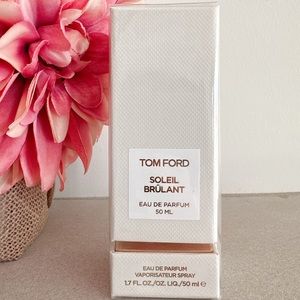 TOM FORD
SOLEIL
BRÛLANT
EAU DE PARFUM
50 ML
EAU DE PARFUM
VAPORISATEUR SPRAY
1.7 FL. OZ./OZ. LIQ./50 ml ℮